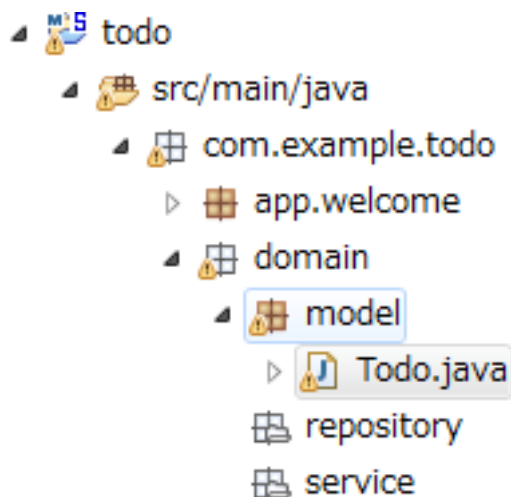 todo
src/main/java
com.example.todo
app.welcome
domain
model
Todo.java
repository
service